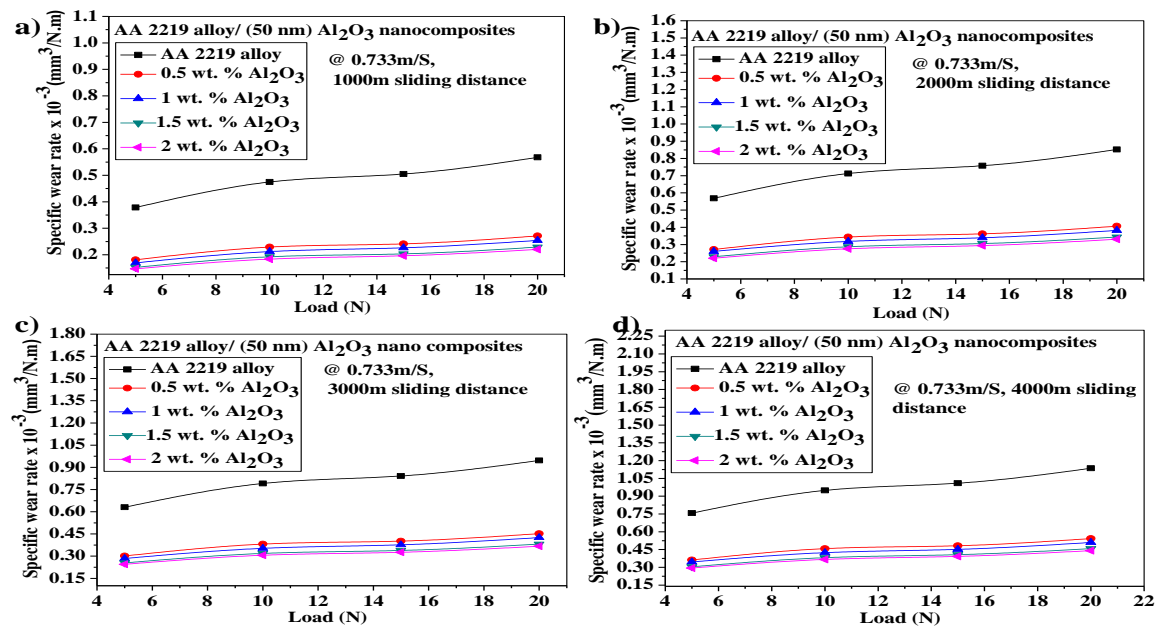 a)
AA 2219 alloy/ (50 nm) Al2O3 nanocomposites
AA 2219 alloy
0.5 wt. % Al2O3
1 wt. % Al2O3
1.5 wt. % Al2O3
2 wt. % Al2O3
@ 0.733m/S,
1000m sliding distance
Specific wear rate x 10-3(mm3/N.m)
1.1
1.0
0.9
0.8
0.7
0.6
0.5
0.4
0.3
0.2
4 6 8 10 12 14 16 18 20
Load (N)
b)
AA 2219 alloy/ (50 nm) Al2O3 nanocomposites
AA 2219 alloy
0.5 wt. % Al2O3
1 wt. % Al2O3
1.5 wt. % Al2O3
2 wt. % Al2O3
@ 0.733m/S,
2000m sliding distance
Specific wear rate x 10-3(mm3/N.m)
1.6
1.5
1.4
1.3
1.2
1.1
1.0
0.9
0.8
0.7
0.6
0.5
0.4
0.3
0.2
0.1
4 6 8 10 12 14 16 18 20
Load (N)
c)
AA 2219 alloy/ (50 nm) Al2O3 nano composites
AA 2219 alloy
0.5 wt. % Al2O3
1 wt. % Al2O3
1.5 wt. % Al2O3
2 wt. % Al2O3
@ 0.733m/S,
3000m sliding distance
Specific wear rate x 10-3(mm3/N.m)
1.80
1.65
1.50
1.35
1.20
1.05
0.90
0.75
0.60
0.45
0.30
0.15
4 6 8 10 12 14 16 18 20
Load (N)
d)
AA 2219 alloy/ (50 nm) Al2O3 nanocomposites
AA 2219 alloy
0.5 wt. % Al2O3
1 wt. % Al2O3
1.5 wt. % Al2O3
2 wt. % Al2O3
@ 0.733m/S, 4000m sliding
distance
Specific wear rate x 10-3(mm3/N.m)
2.25
2.10
1.95
1.80
1.65
1.50
1.35
1.20
1.05
0.90
0.75
0.60
0.45
0.30
0.15
4 6 8 10 12 14 16 18 20 22
Load (N)